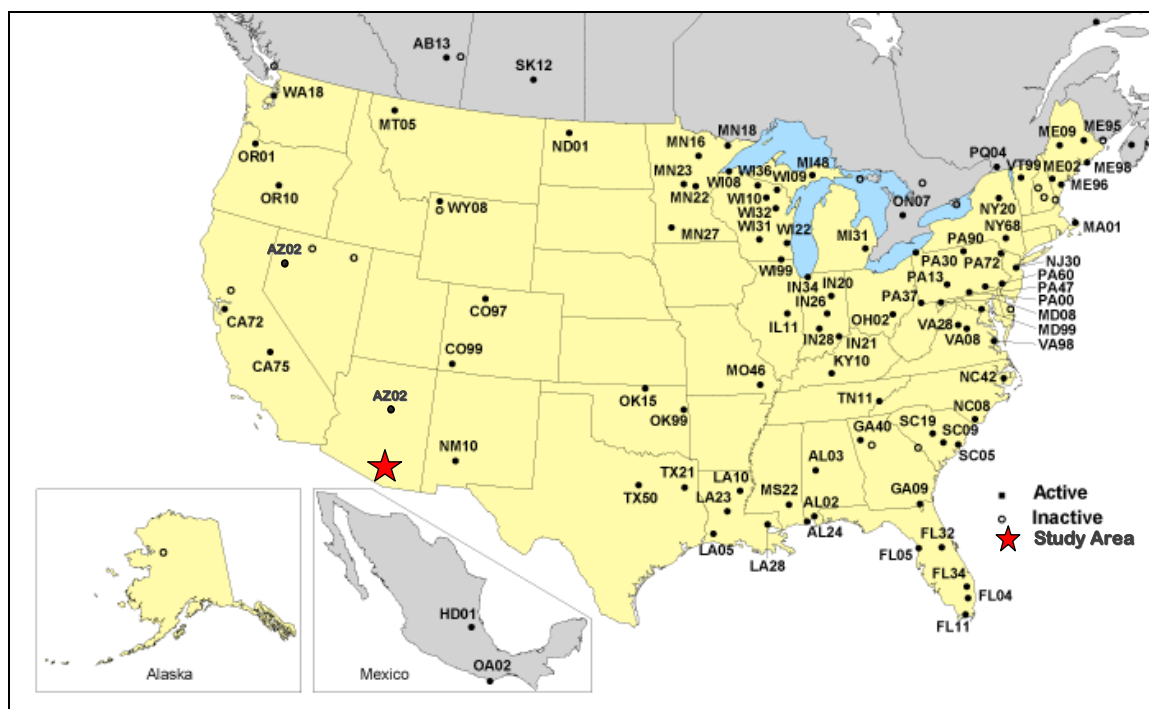 AB13
SK12
WA18
MT05
ND01
MN18
MN16
ME09
ME95
OR01
PQ04
VT99
ME02
ME98
MN23
WI36
MI48
WI08
WI09
ME96
OR10
MN22
WI10
ON07
WY08
WI32
NY20
MN27
WI31
WI22
MI31
NY68
MA01
AZ02
PA90
WI99
PA30
PA72
NJ30
IN34
IN20
PA13
PA60
CO97
IN26
PA37
PA47
PA00
CA72
IL11
OH02
MD08
VA28
MD99
IN28
IN21
VA08
VA98
CO99
CA75
KY10
MO46
NC42
AZ02
OK15
TN11
OK99
NC08
GA40
SC19
SC09
NM10
AL03
SC05
TX21
LA10
TX50
LA23
MS22
AL02
GA09
Active
Inactive
AL24
FL32
Study Area
LA05
FL05
LA28
FL34
FL04
HD01
FL11
OA02
Alaska
Mexico